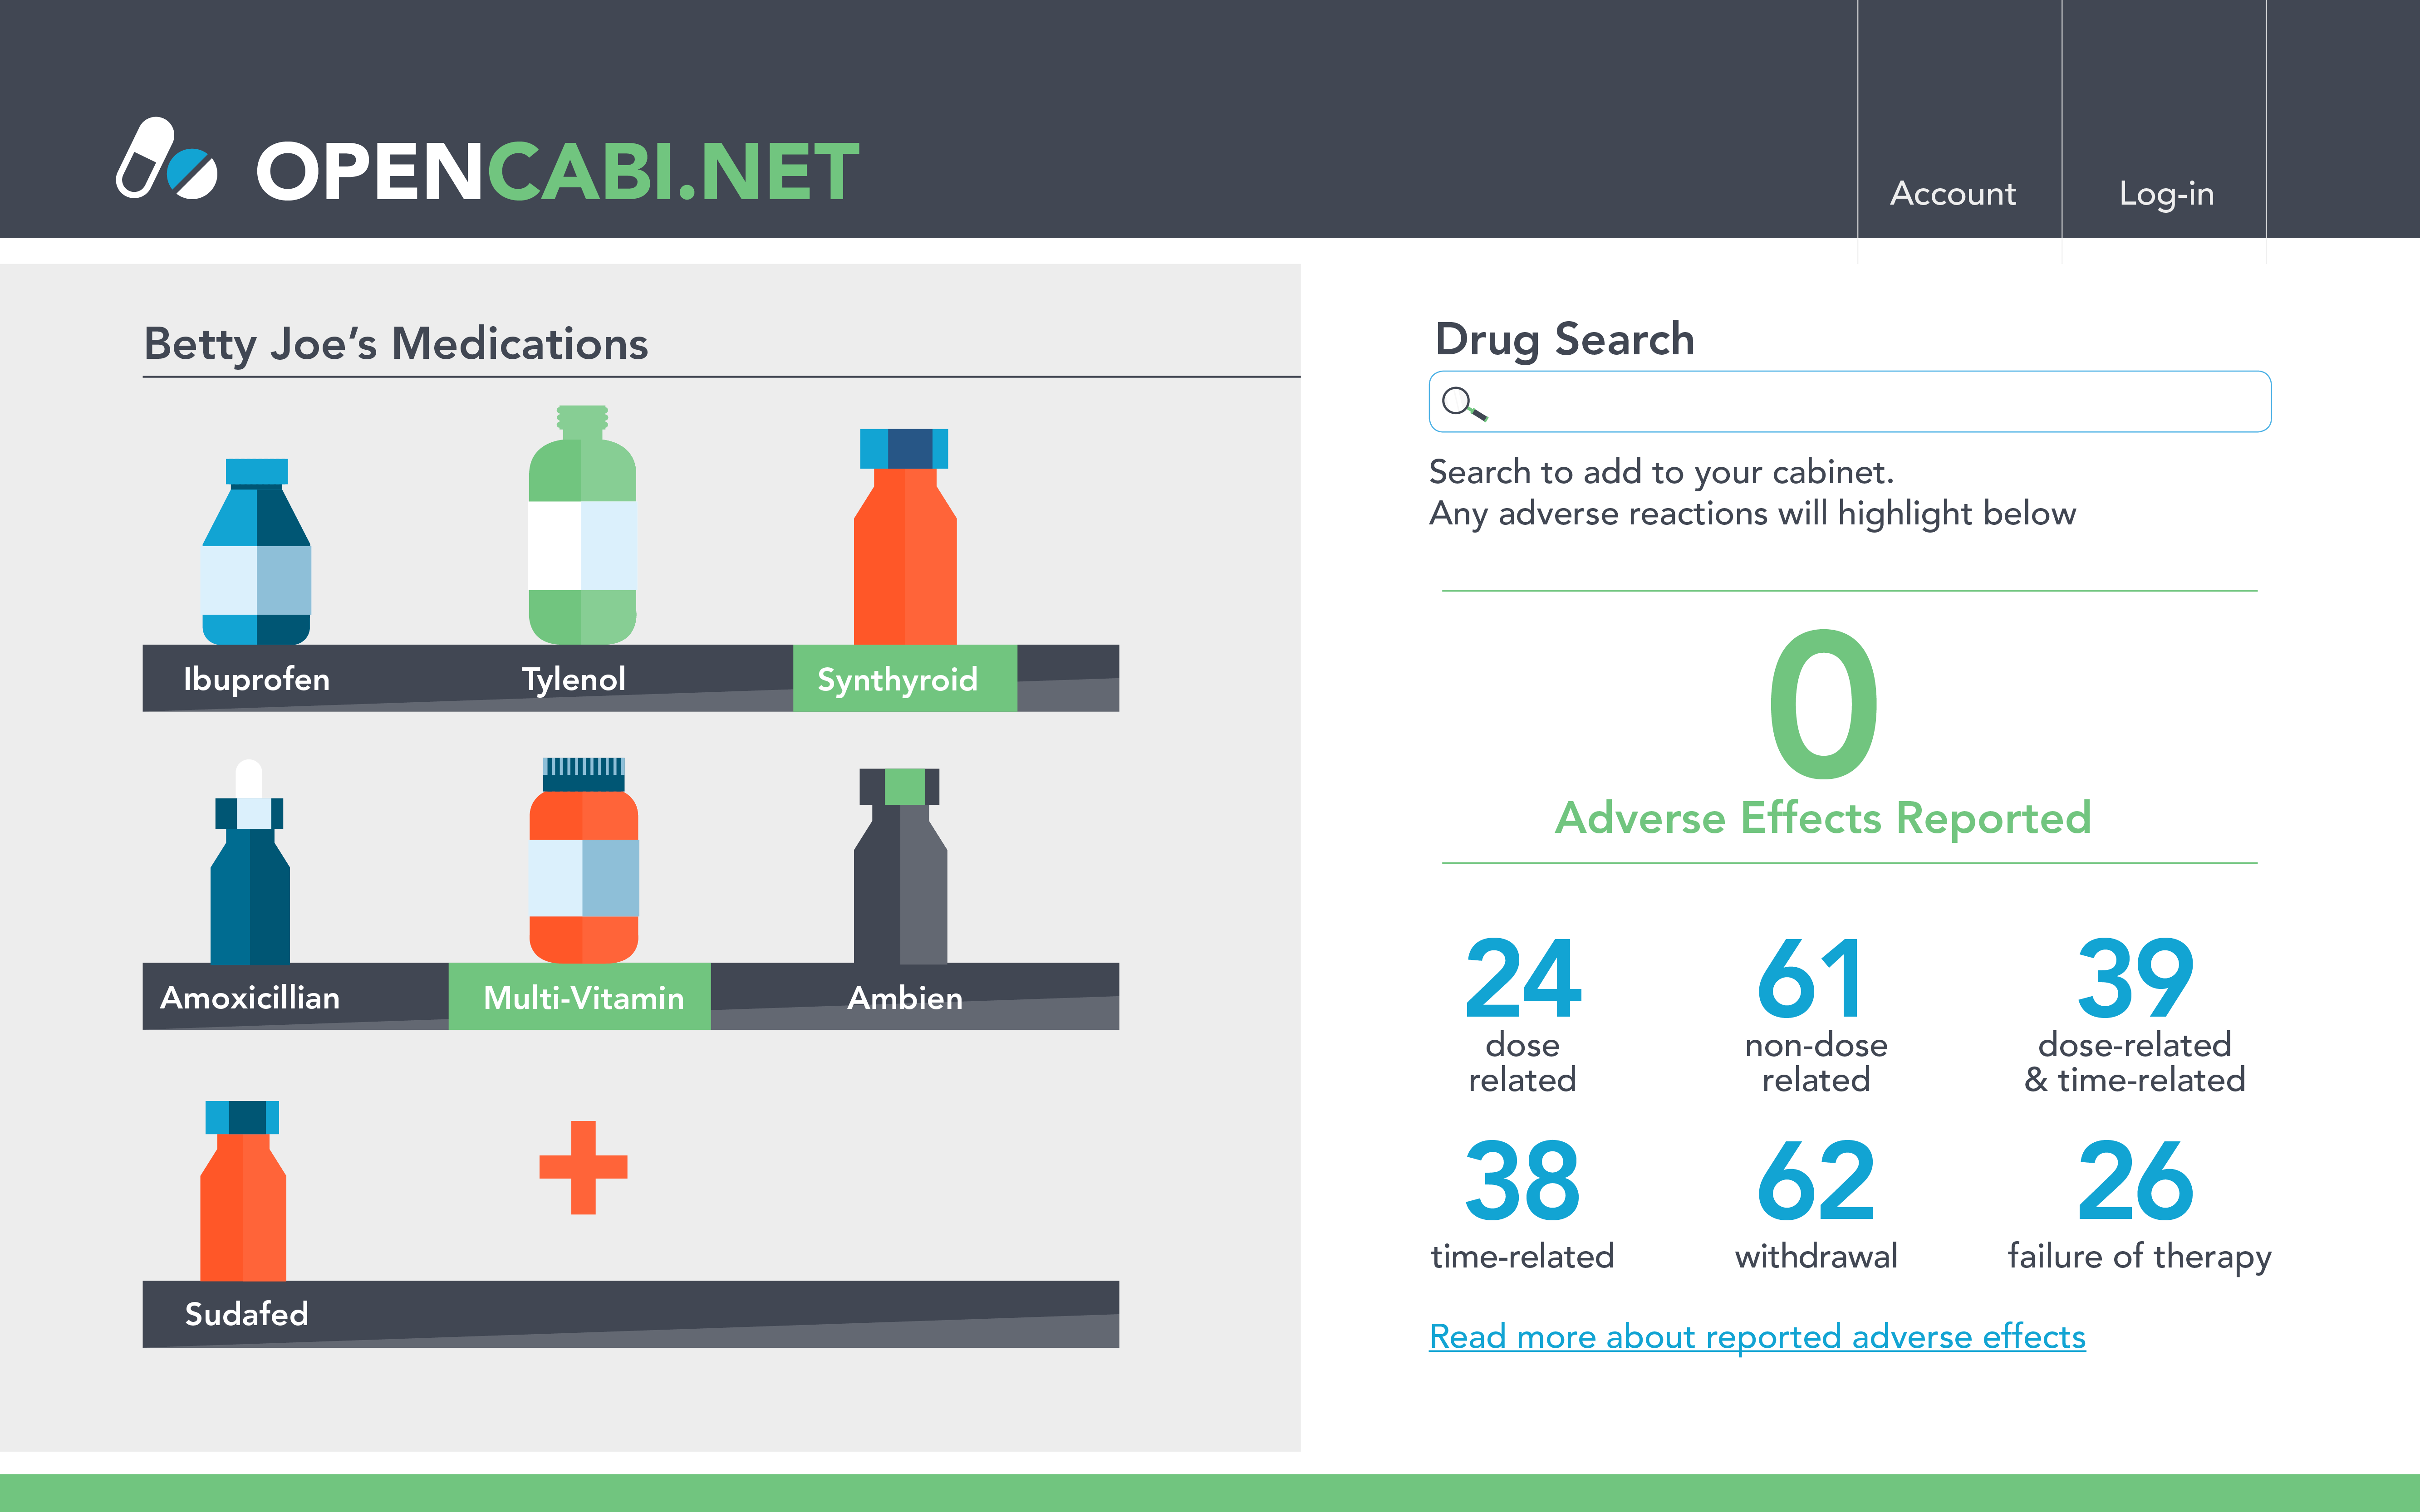 OPENCABI.NET
Account
Log-in
Betty Joe’s Medications
Ibuprofen
Tylenol
Synthyroid
Amoxicillian
Multi-Vitamin
Ambien
Sudafed
Drug Search
Search to add to your cabinet.
Any adverse reactions will highlight below
0
Adverse Effects Reported
24
dose
related
61
non-dose
related
39
dose-related
& time-related
38
time-related
62
withdrawal
26
failure of therapy
Read more about reported adverse effects